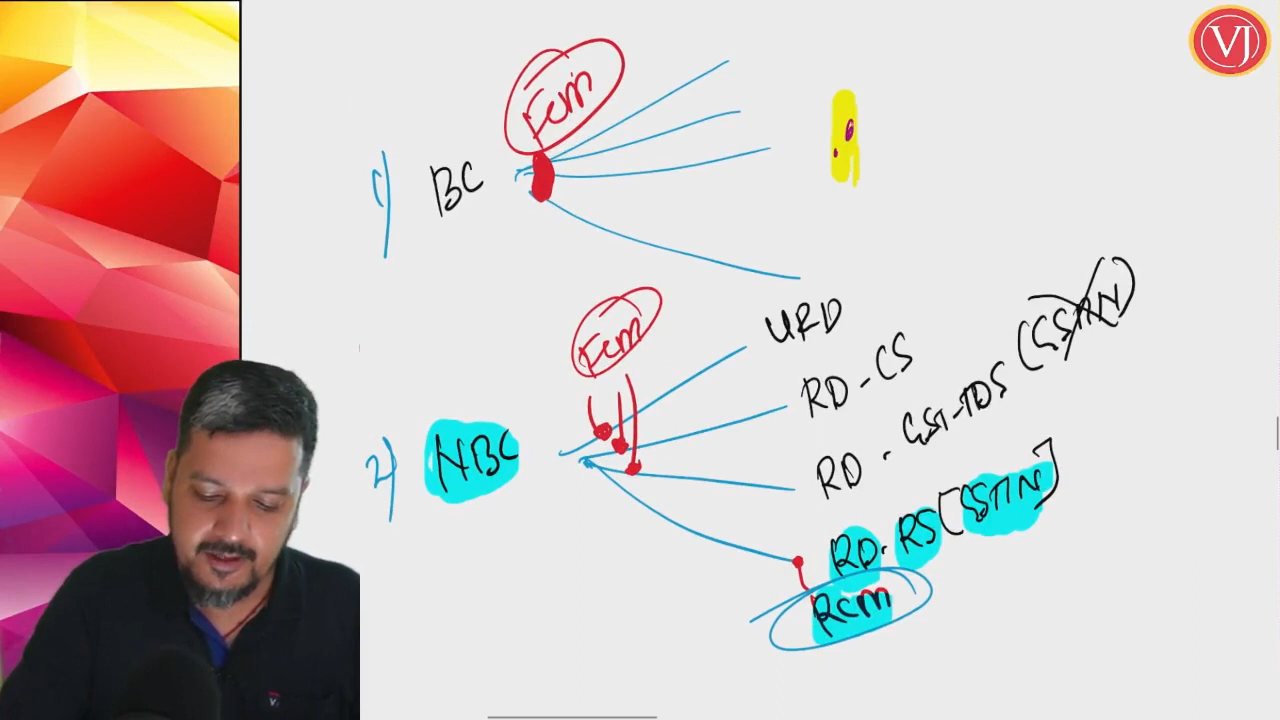 VJ
Fcm
1) BC
Fcm
URD
RD - CS
RD - GST-TDS (GSTIN)
2) NBC
RD - RS [GSTIN]
RCM